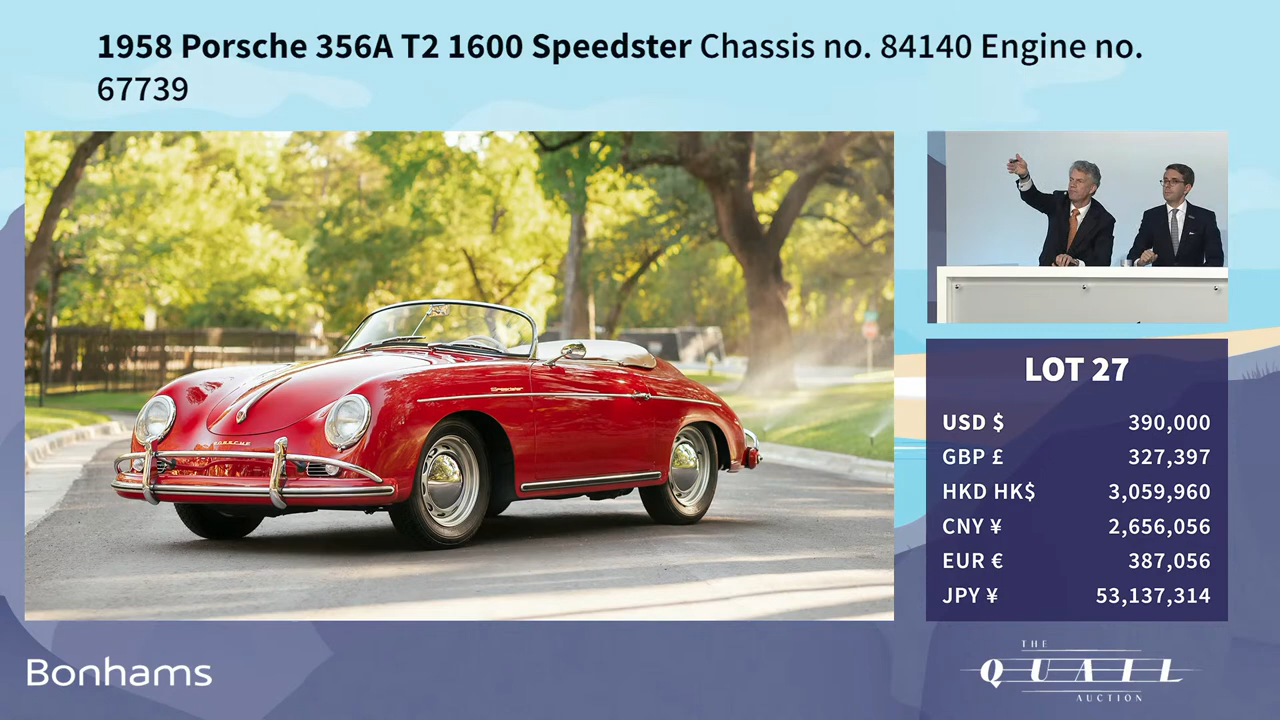 1958 Porsche 356A T2 1600 Speedster Chassis no. 84140 Engine no.
67739
PORSCHE
Speedster
LOT 27
USD $ 390,000
GBP £ 327,397
HKD HK$ 3,059,960
CNY ¥ 2,656,056
EUR € 387,056
JPY ¥ 53,137,314
Bonhams
THE
QUAIL
AUCTION